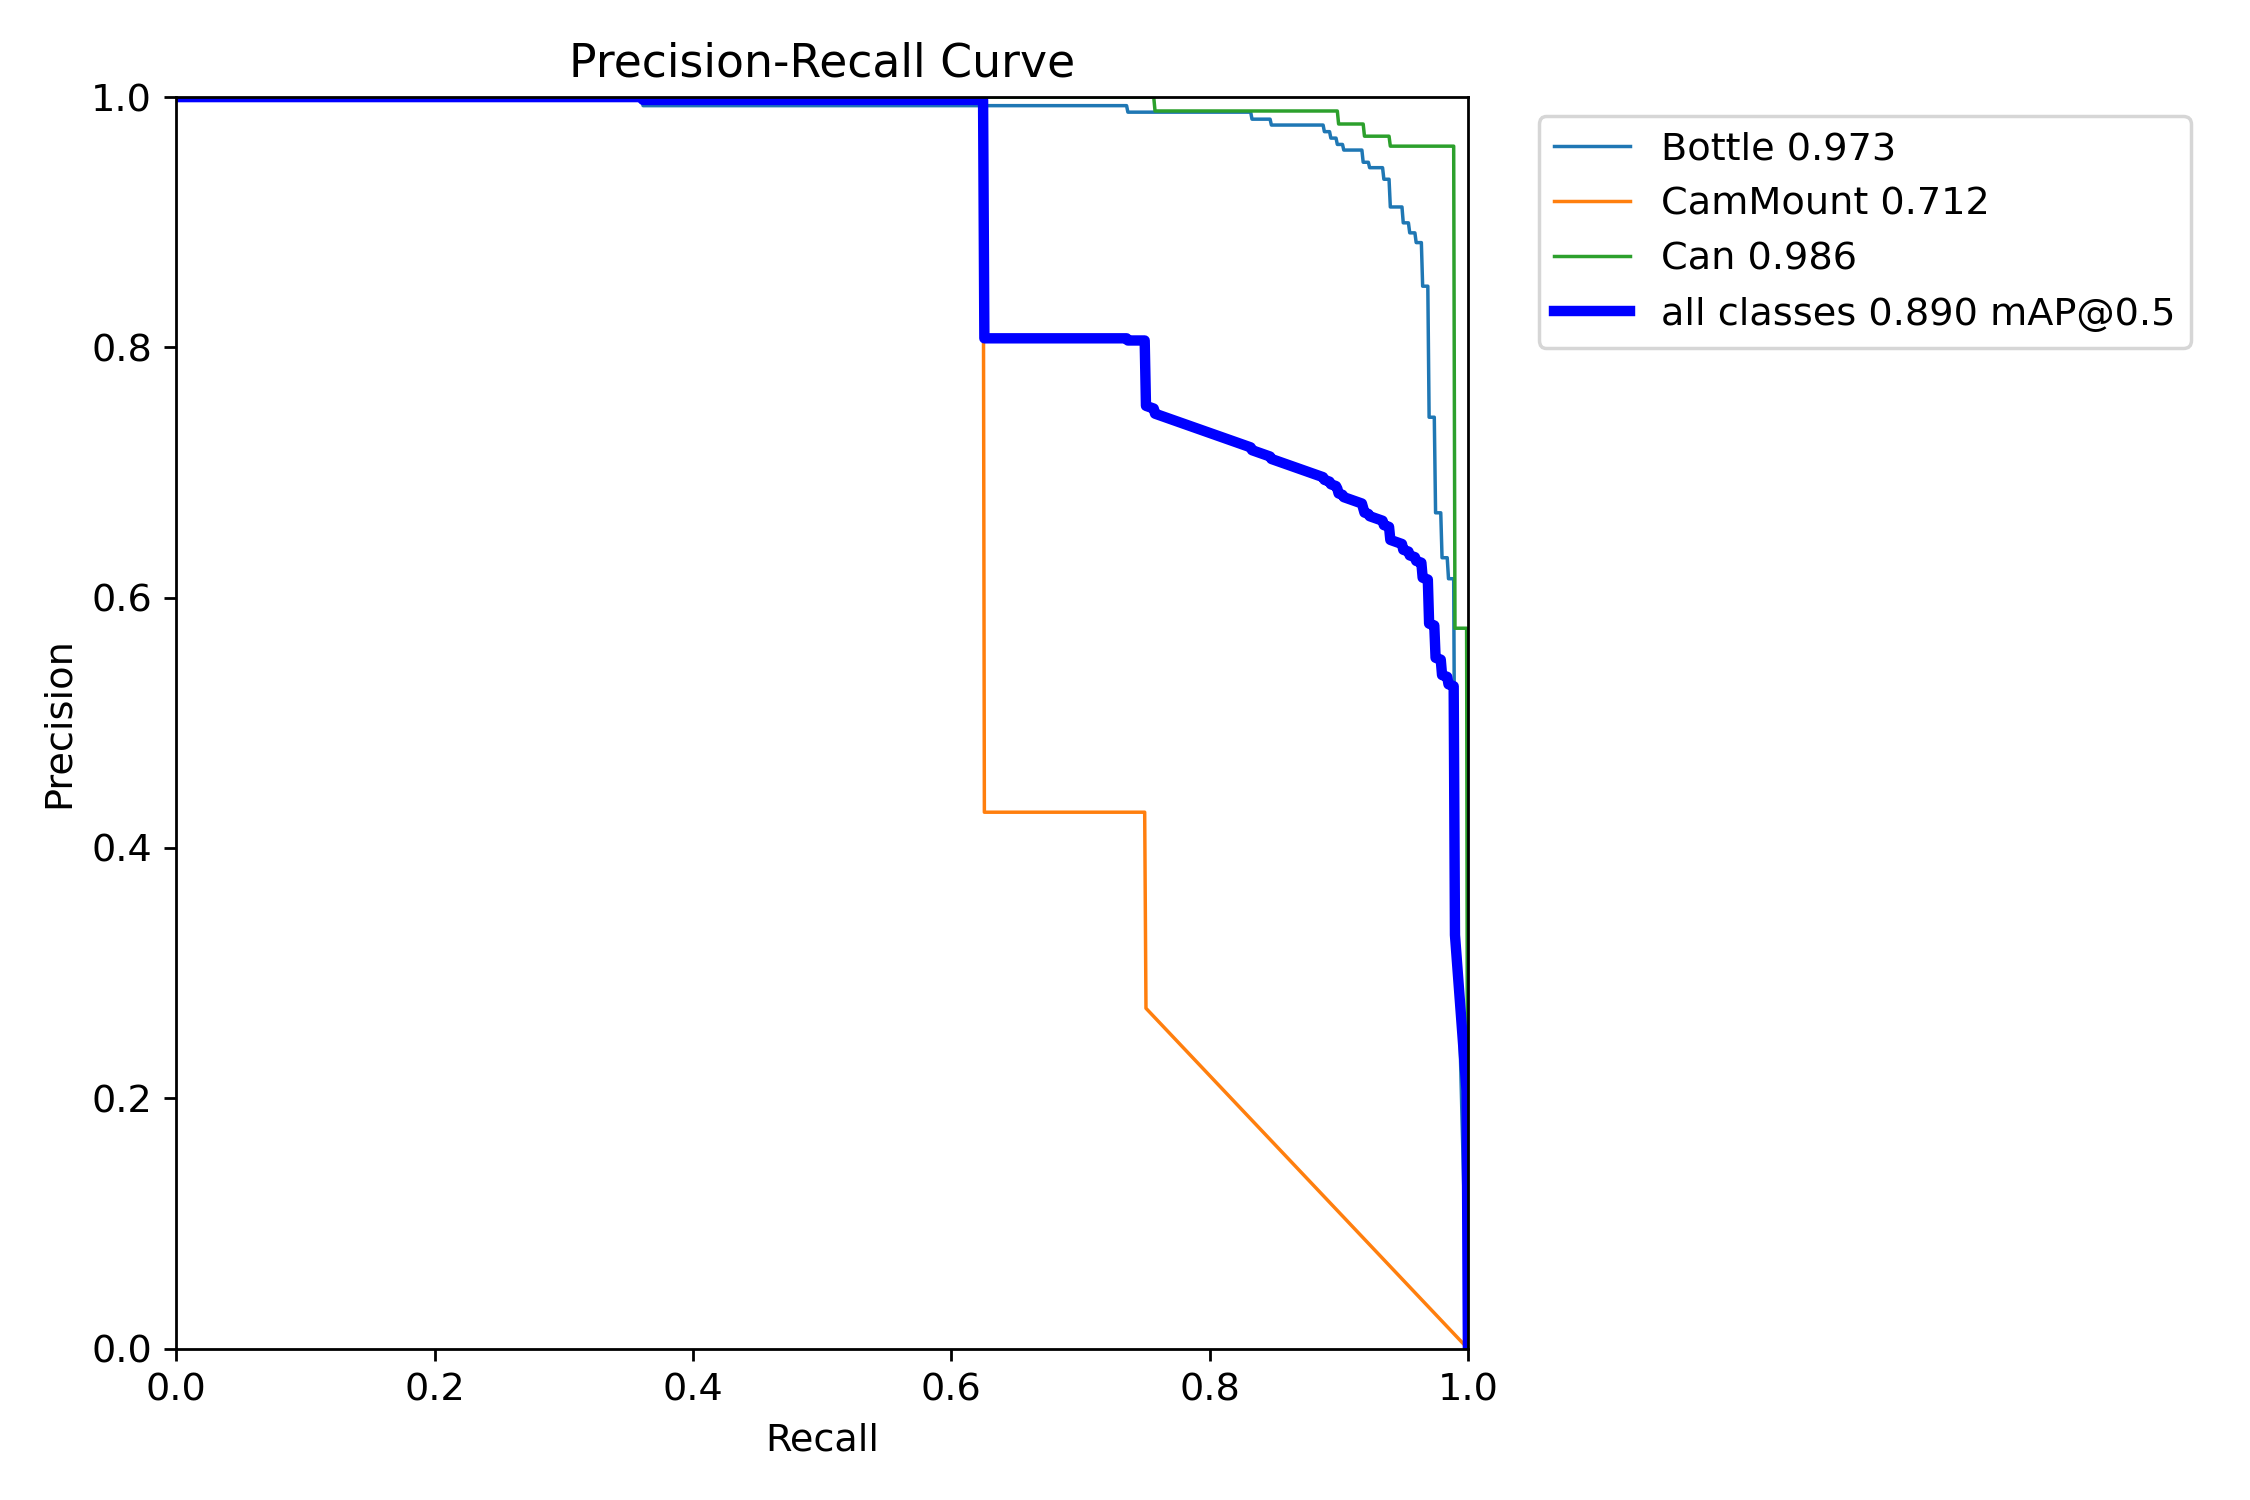 Precision-Recall Curve
1.0
0.8
0.6
0.4
0.2
0.0
Precision
0.0 0.2 0.4 0.6 0.8 1.0
Recall
Bottle 0.973
CamMount 0.712
Can 0.986
all classes 0.890 mAP@0.5